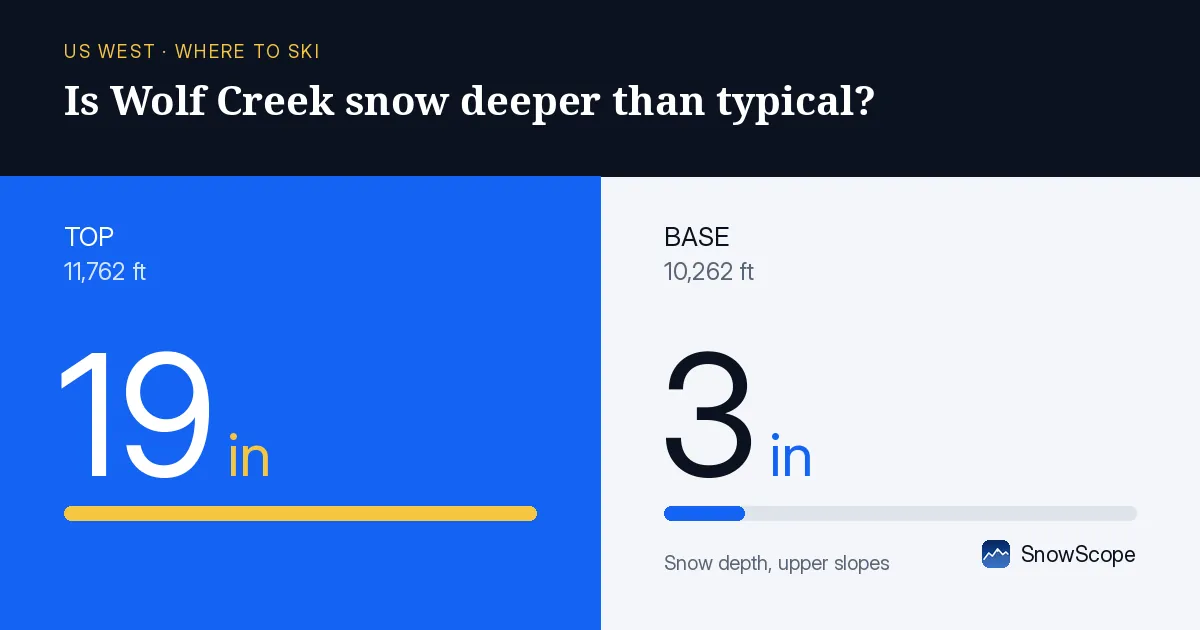 US WEST · WHERE TO SKI
Is Wolf Creek snow deeper than typical?
TOP
11,762 ft
19 in
BASE
10,262 ft
3 in
Snow depth, upper slopes
SnowScope